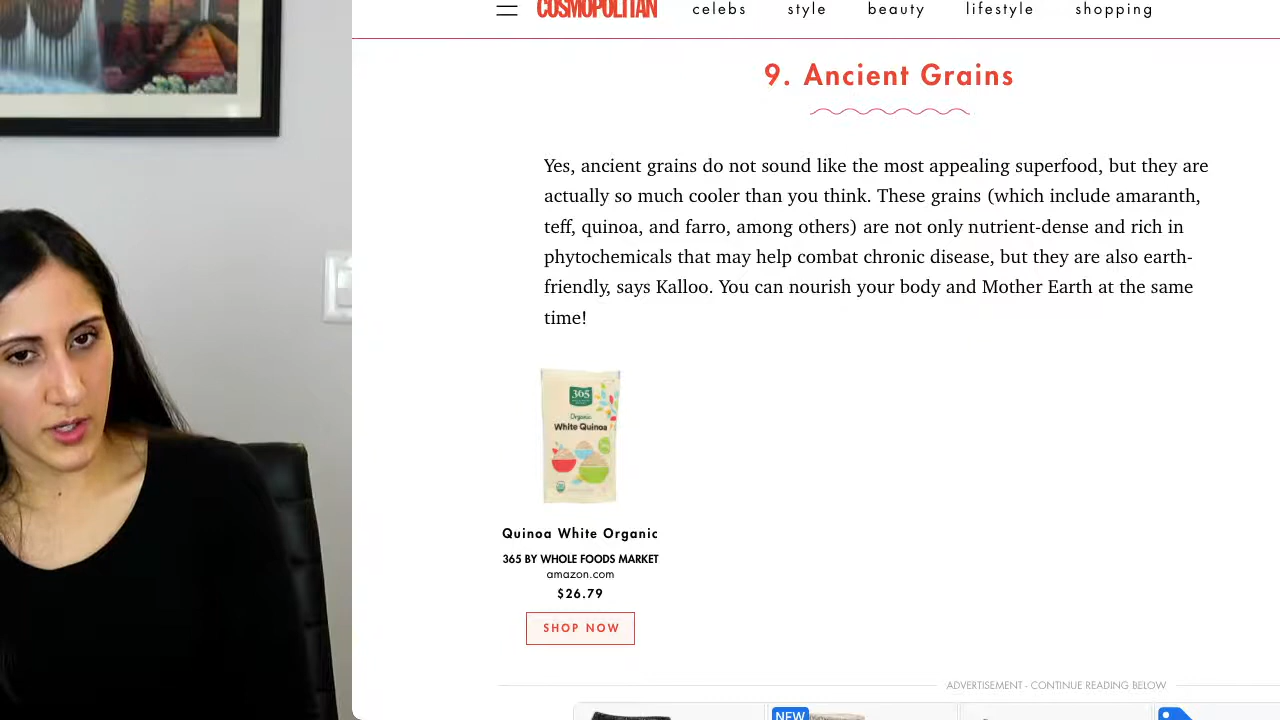 COSMOPOLITAN celebs style beauty lifestyle shopping
9. Ancient Grains
Yes, ancient grains do not sound like the most appealing superfood, but they are
actually so much cooler than you think. These grains (which include amaranth,
teff, quinoa, and farro, among others) are not only nutrient-dense and rich in
phytochemicals that may help combat chronic disease, but they are also earth-
friendly, says Kalloo. You can nourish your body and Mother Earth at the same
time!
365
Organic
White Quinoa
Quinoa White Organic
365 BY WHOLE FOODS MARKET
amazon.com
$26.79
SHOP NOW
ADVERTISEMENT - CONTINUE READING BELOW
NEW